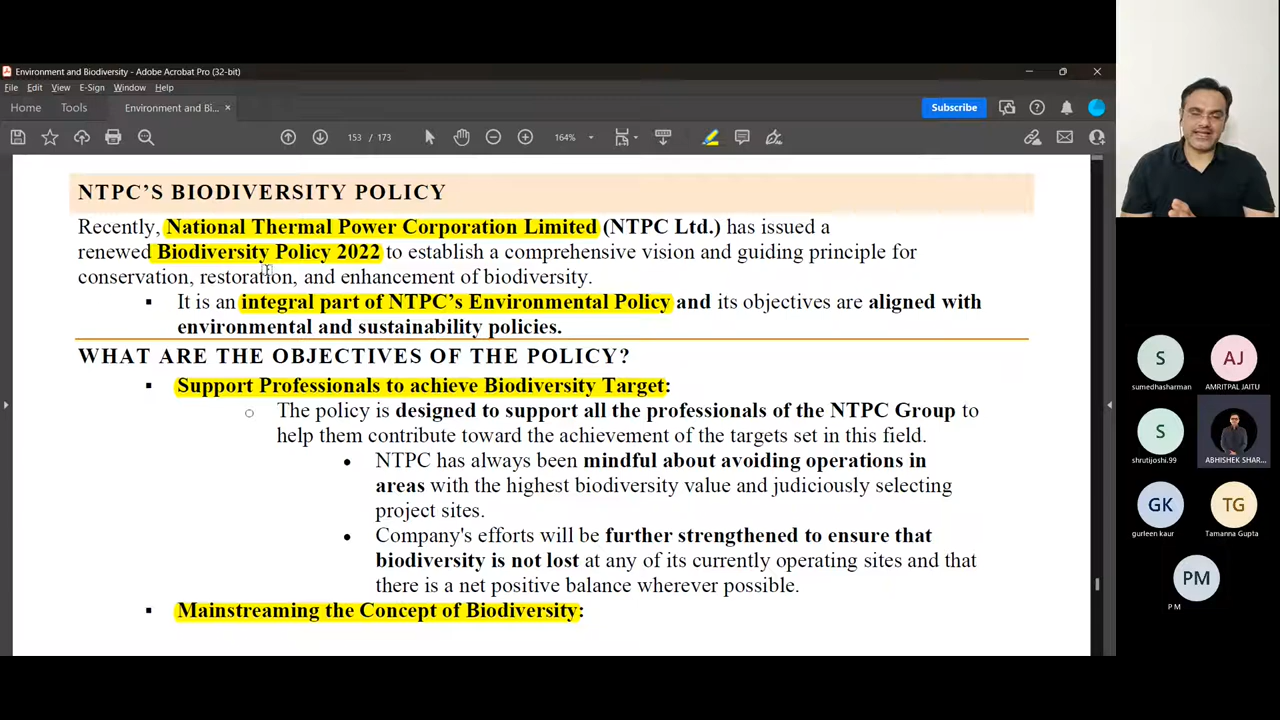 Environment and Biodiversity - Adobe Acrobat Pro (32-bit)
File Edit View E-Sign Window Help
Home Tools Environment and Bi... × Subscribe
153 / 173 164%
NTPC'S BIODIVERSITY POLICY
Recently, National Thermal Power Corporation Limited (NTPC Ltd.) has issued a
renewed Biodiversity Policy 2022 to establish a comprehensive vision and guiding principle for
conservation, restoration, and enhancement of biodiversity.
▪ It is an integral part of NTPC's Environmental Policy and its objectives are aligned with
environmental and sustainability policies.
WHAT ARE THE OBJECTIVES OF THE POLICY?
▪ Support Professionals to achieve Biodiversity Target:
○ The policy is designed to support all the professionals of the NTPC Group to
help them contribute toward the achievement of the targets set in this field.
• NTPC has always been mindful about avoiding operations in
areas with the highest biodiversity value and judiciously selecting
project sites.
• Company's efforts will be further strengthened to ensure that
biodiversity is not lost at any of its currently operating sites and that
there is a net positive balance wherever possible.
▪ Mainstreaming the Concept of Biodiversity:
S AJ
sumedhasharman AMRITPAL JAITU
S
shrutijoshi.99 ABHISHEK SHAR...
GK TG
gurleen kaur Tamanna Gupta
PM
P M